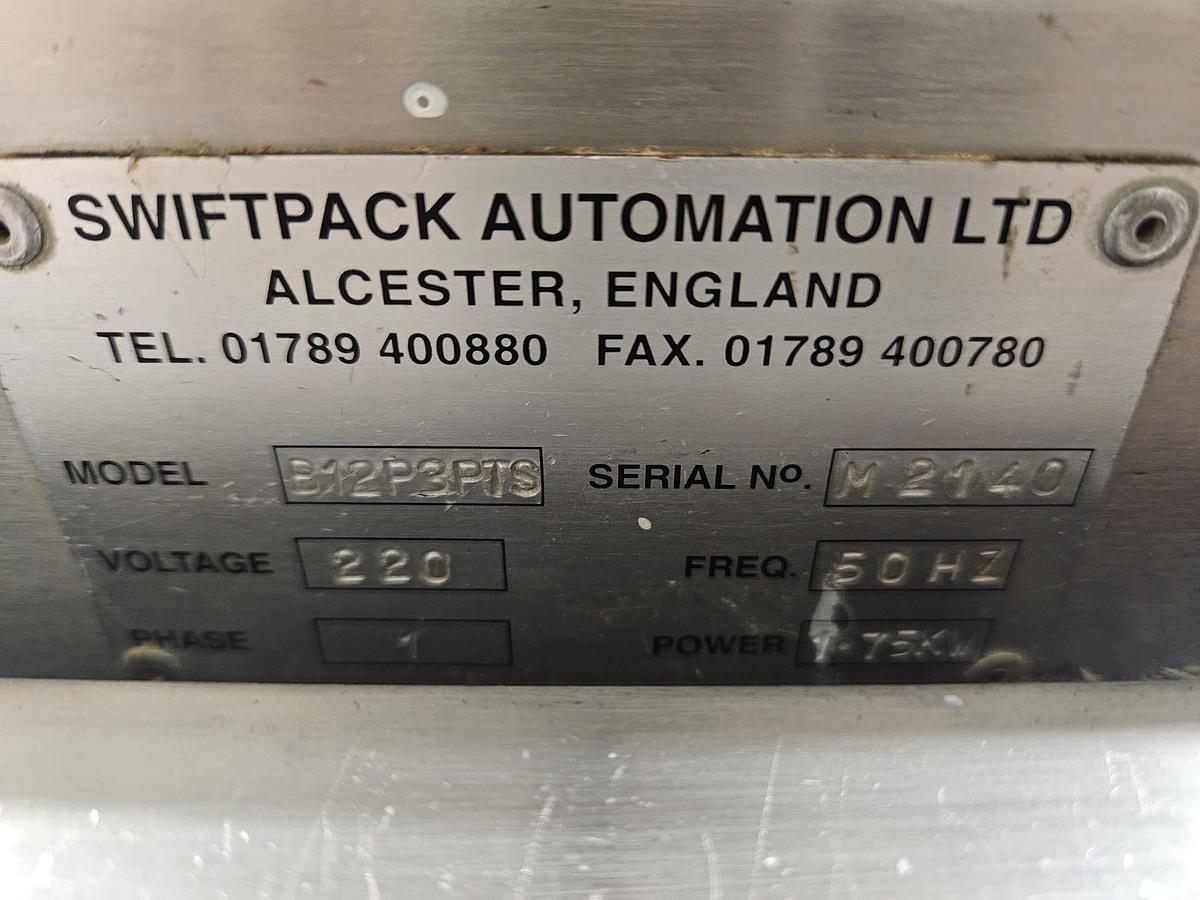 SWIFTPACK AUTOMATION LTD
ALCESTER, ENGLAND
TEL. 01789 400880 FAX. 01789 400780
MODEL B12P3PTS SERIAL No. M 2140
VOLTAGE 220 FREQ. 50 HZ
PHASE 1 POWER 1.75KW